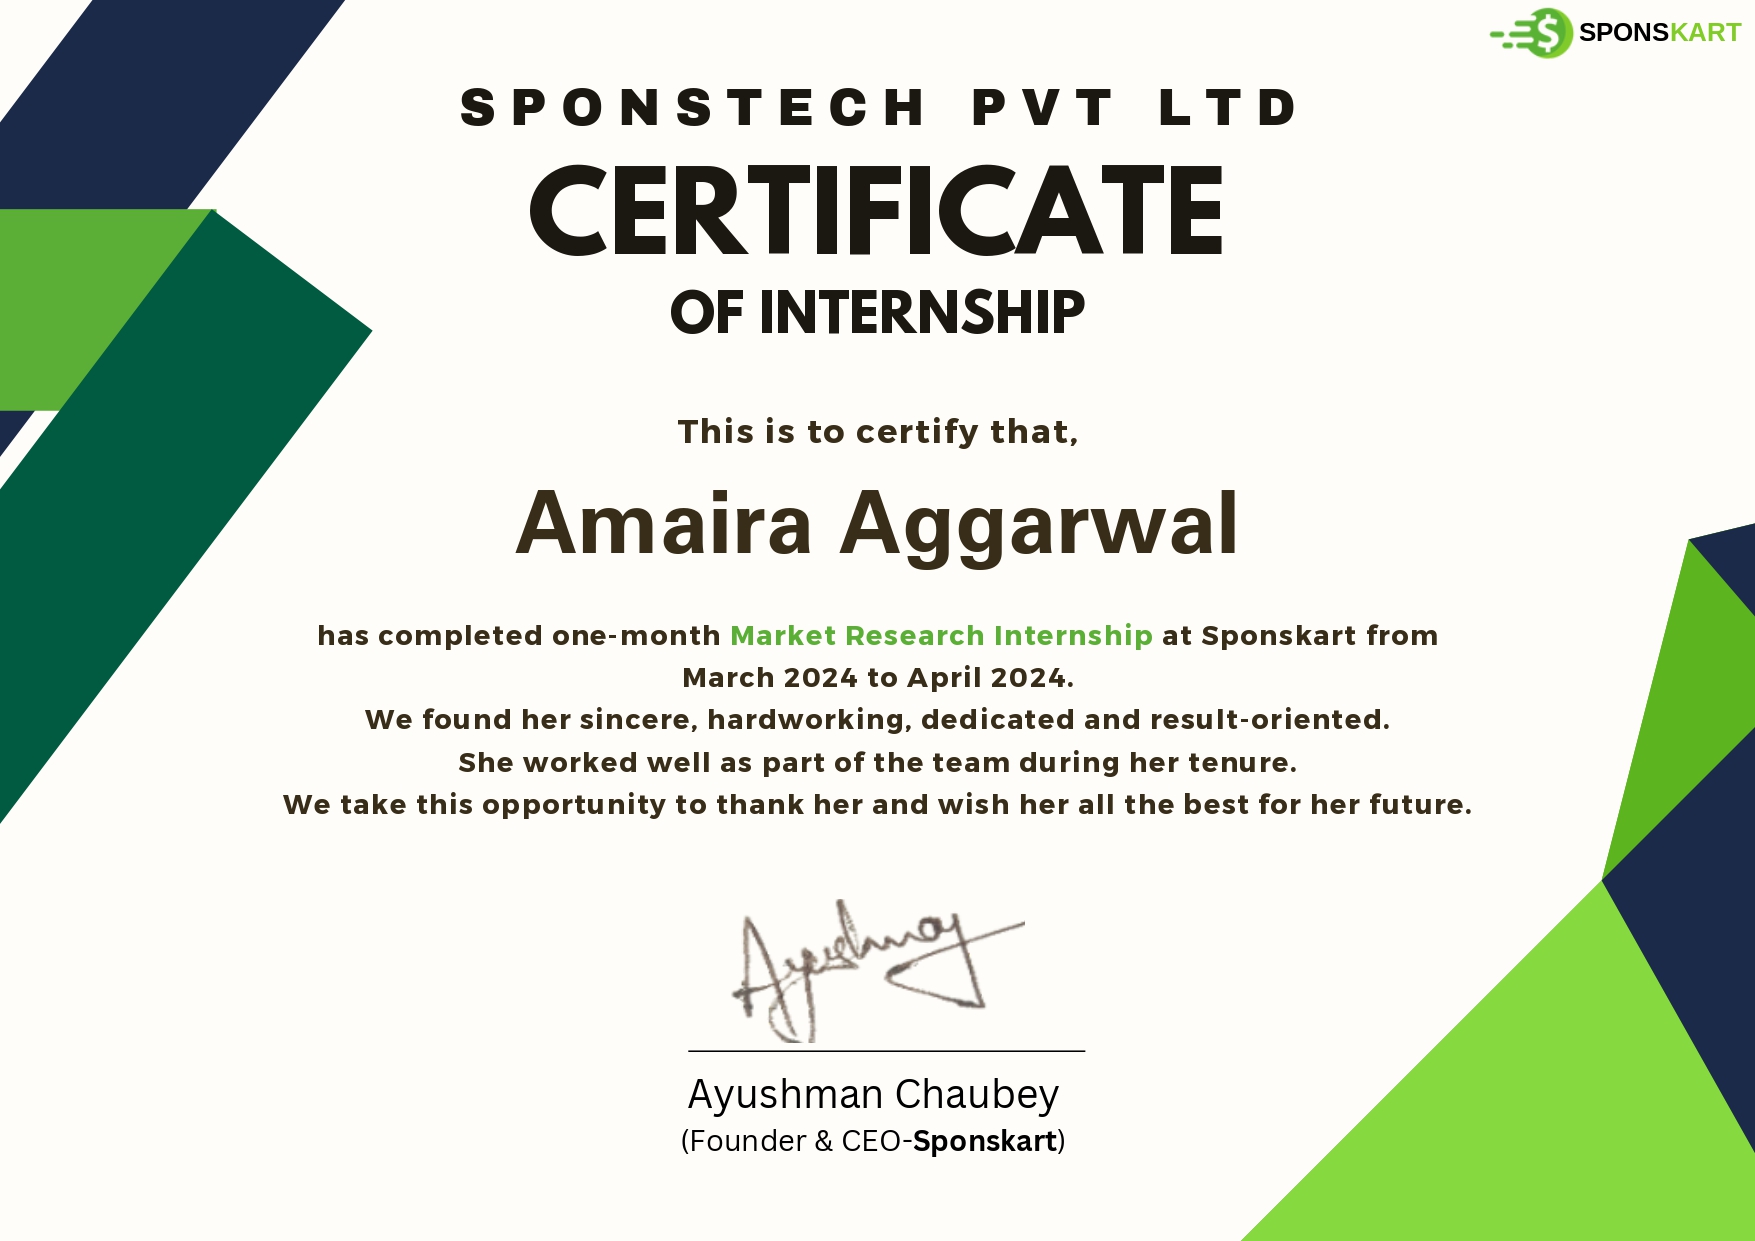 SPONSKART
SPONSTECH PVT LTD
CERTIFICATE
OF INTERNSHIP
This is to certify that,
Amaira Aggarwal
has completed one-month Market Research Internship at Sponskart from
March 2024 to April 2024.
We found her sincere, hardworking, dedicated and result-oriented.
She worked well as part of the team during her tenure.
We take this opportunity to thank her and wish her all the best for her future.
Ayushman
Ayushman Chaubey
(Founder & CEO-Sponskart)